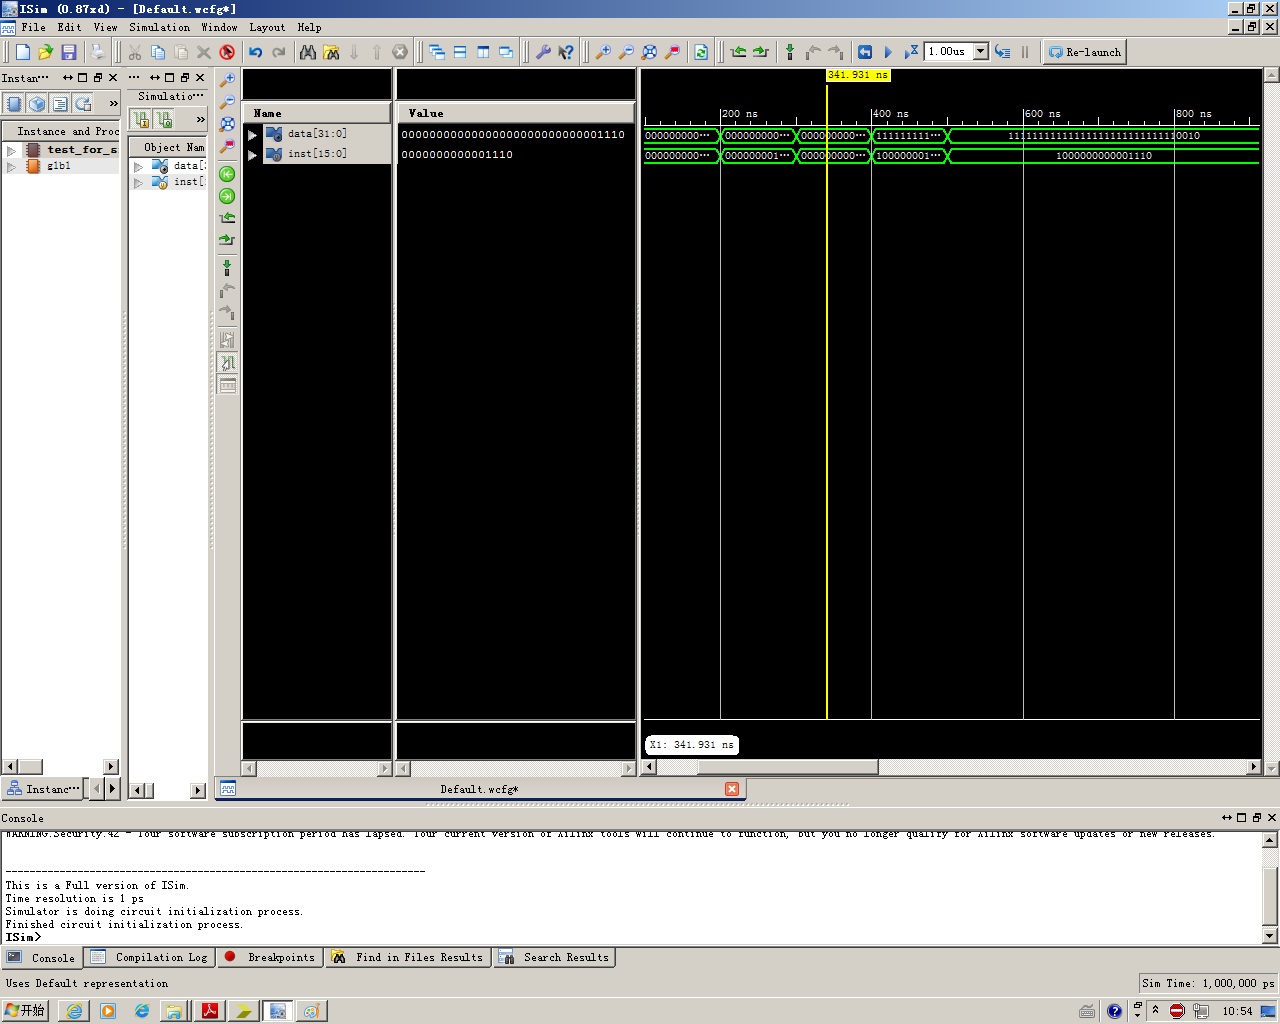 ISim (0.87xd) - [Default.wcfg*]
File Edit View Simulation Window Layout Help
1.00us Re-launch
Instan···
Simulatio···
Instance and Proc
test_for_s
glbl
Object Nam
data[3
inst[
Name Value
data[31:0] 00000000000000000000000000001110
inst[15:0] 0000000000001110
341.931 ns
200 ns 400 ns 600 ns 800 ns
000000000··· 000000000··· 000000000··· 111111111··· 11111111111111111111111111110010
000000000··· 000000001··· 000000000··· 100000001··· 1000000000001110
X1: 341.931 ns
Instanc···
Default.wcfg*
Console
WARNING:Security:42 - Your software subscription period has lapsed. Your current version of Xilinx tools will continue to function, but you no longer qualify for Xilinx software updates or new releases.
----------------------------------------------------------------------
This is a Full version of ISim.
Time resolution is 1 ps
Simulator is doing circuit initialization process.
Finished circuit initialization process.
ISim>
Console Compilation Log Breakpoints Find in Files Results Search Results
Uses Default representation
Sim Time: 1,000,000 ps
开始
10:54